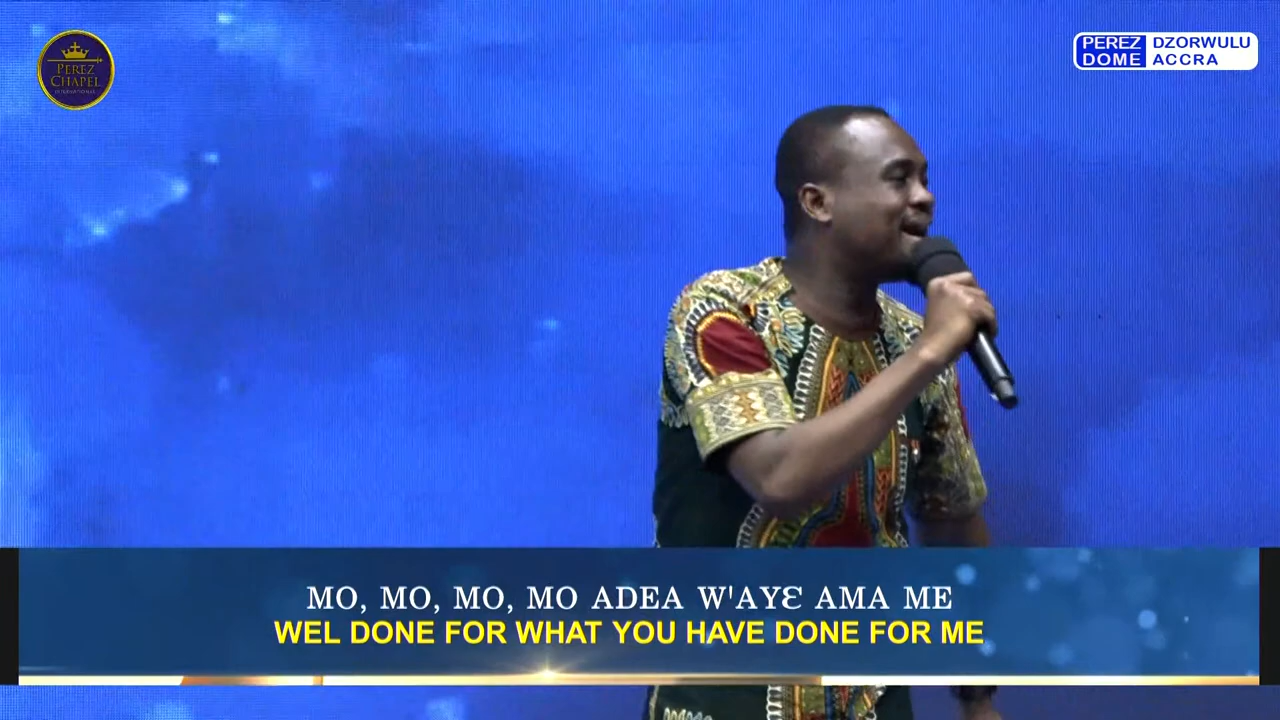 PEREZ
CHAPEL
INTERNATIONAL
PEREZ DOME
DZORWULU ACCRA
MO, MO, MO, MO ADEA W'AYƐ AMA ME
WEL DONE FOR WHAT YOU HAVE DONE FOR ME